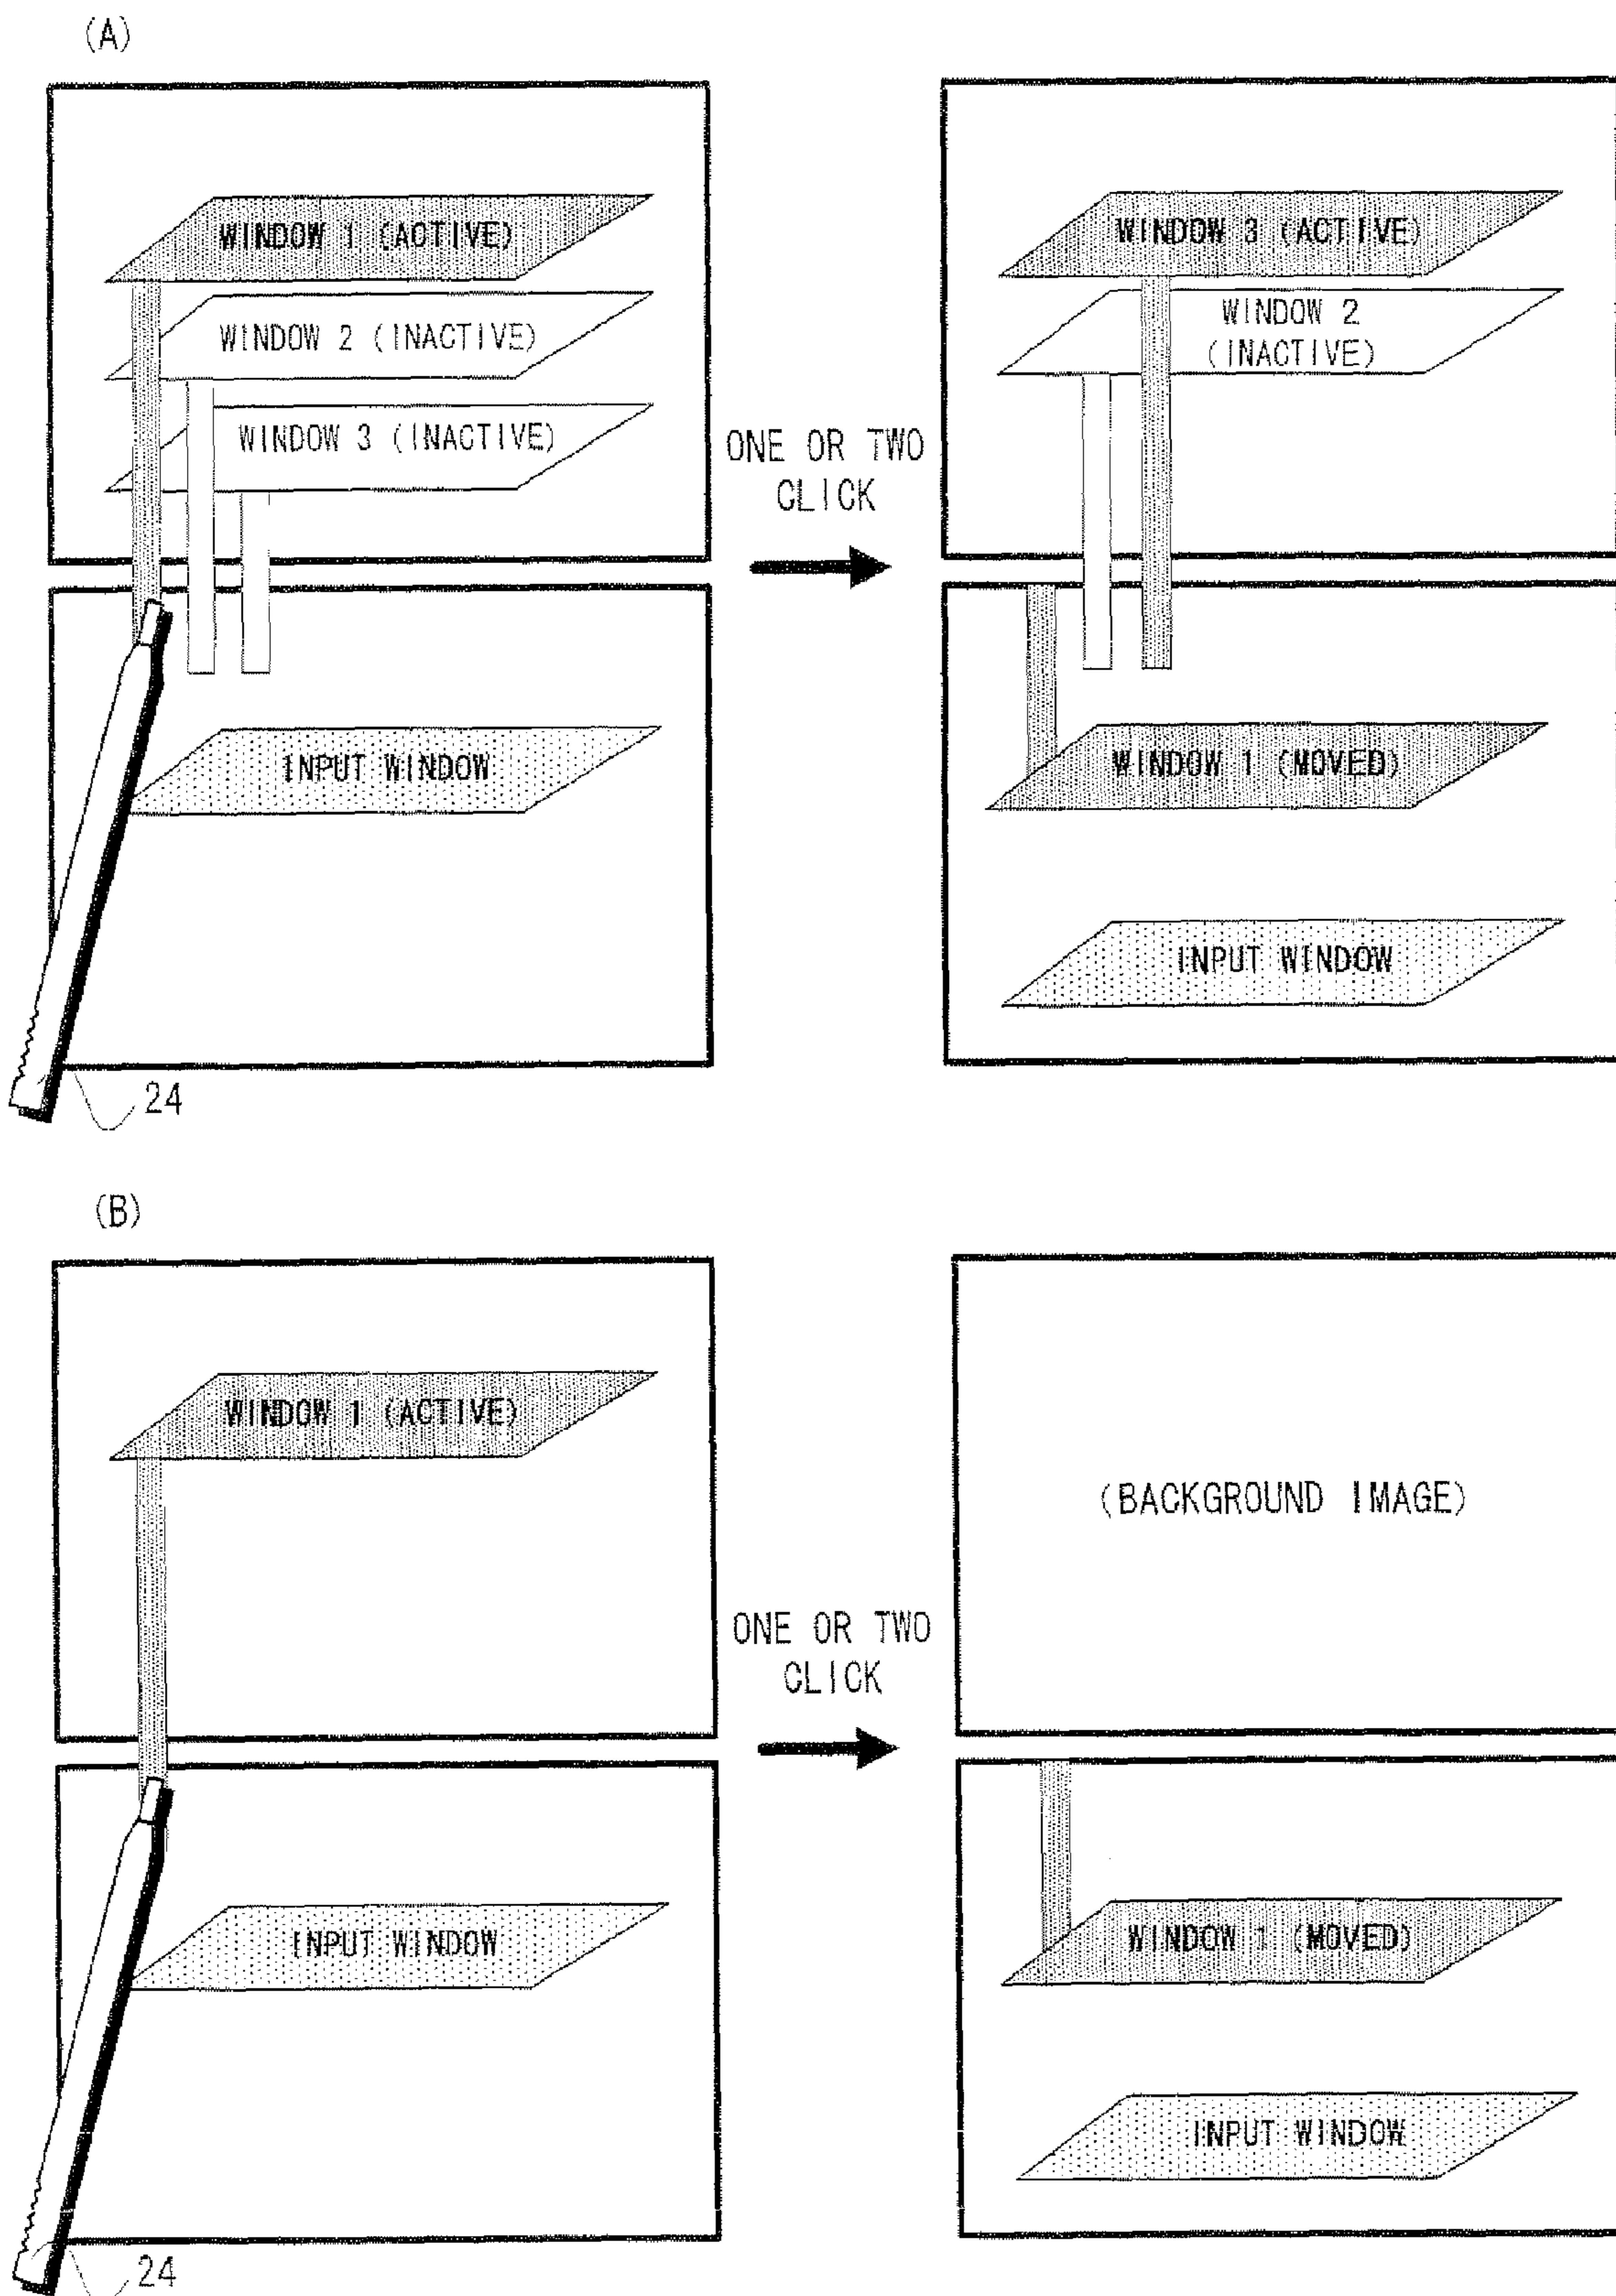 (A)
WINDOW 1 (ACTIVE)
WINDOW 2 (INACTIVE)
WINDOW 3 (INACTIVE)
INPUT WINDOW
24
ONE OR TWO
CLICK
WINDOW 3 (ACTIVE)
WINDOW 2
(INACTIVE)
WINDOW 1 (MOVED)
INPUT WINDOW
(B)
WINDOW 1 (ACTIVE)
INPUT WINDOW
24
ONE OR TWO
CLICK
(BACKGROUND IMAGE)
WINDOW 1 (MOVED)
INPUT WINDOW